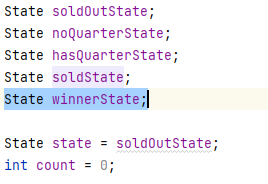 State soldOutState;
State noQuarterState;
State hasQuarterState;
State soldState;
State winnerState;
State state = soldOutState;
int count = 0;